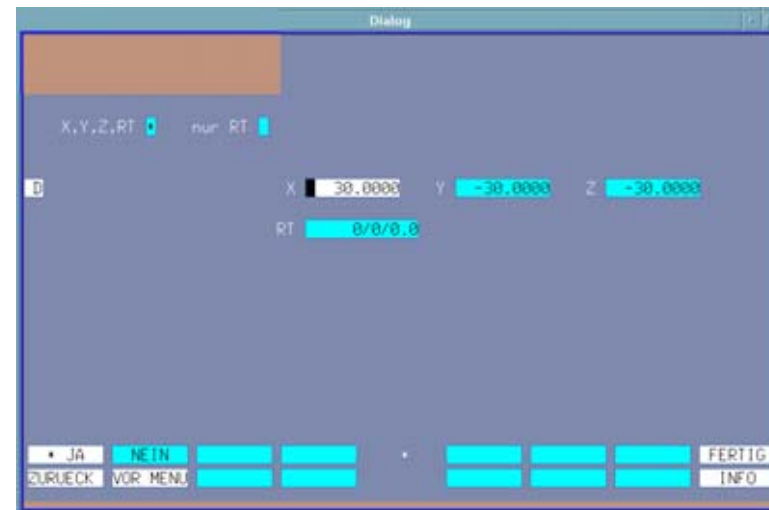 Dialog
X,Y,Z,RT * nur RT
D X 30.0000 Y -30.0000 Z -30.0000
RT 0/0/0.0
* JA NEIN * FERTIG
ZURUECK VOR MENU INFO